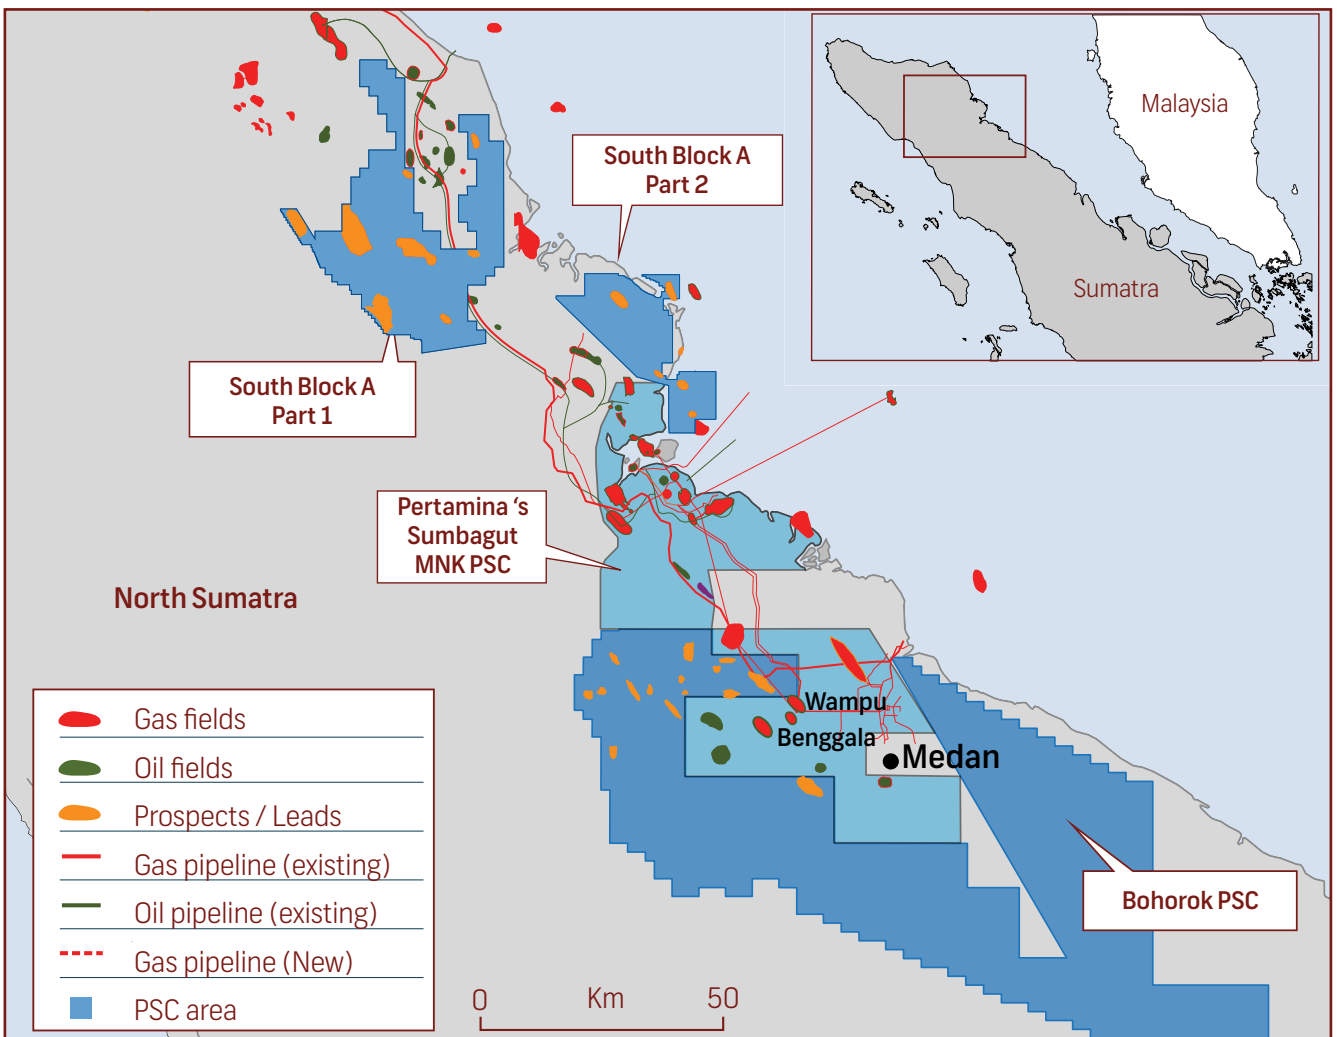 South Block A
Part 2
Malaysia
Sumatra
South Block A
Part 1
Pertamina ‘s
Sumbagut
MNK PSC
North Sumatra
Wampu
Benggala
Medan
Bohorok PSC
Gas fields
Oil fields
Prospects / Leads
Gas pipeline (existing)
Oil pipeline (existing)
Gas pipeline (New)
PSC area
0 Km 50